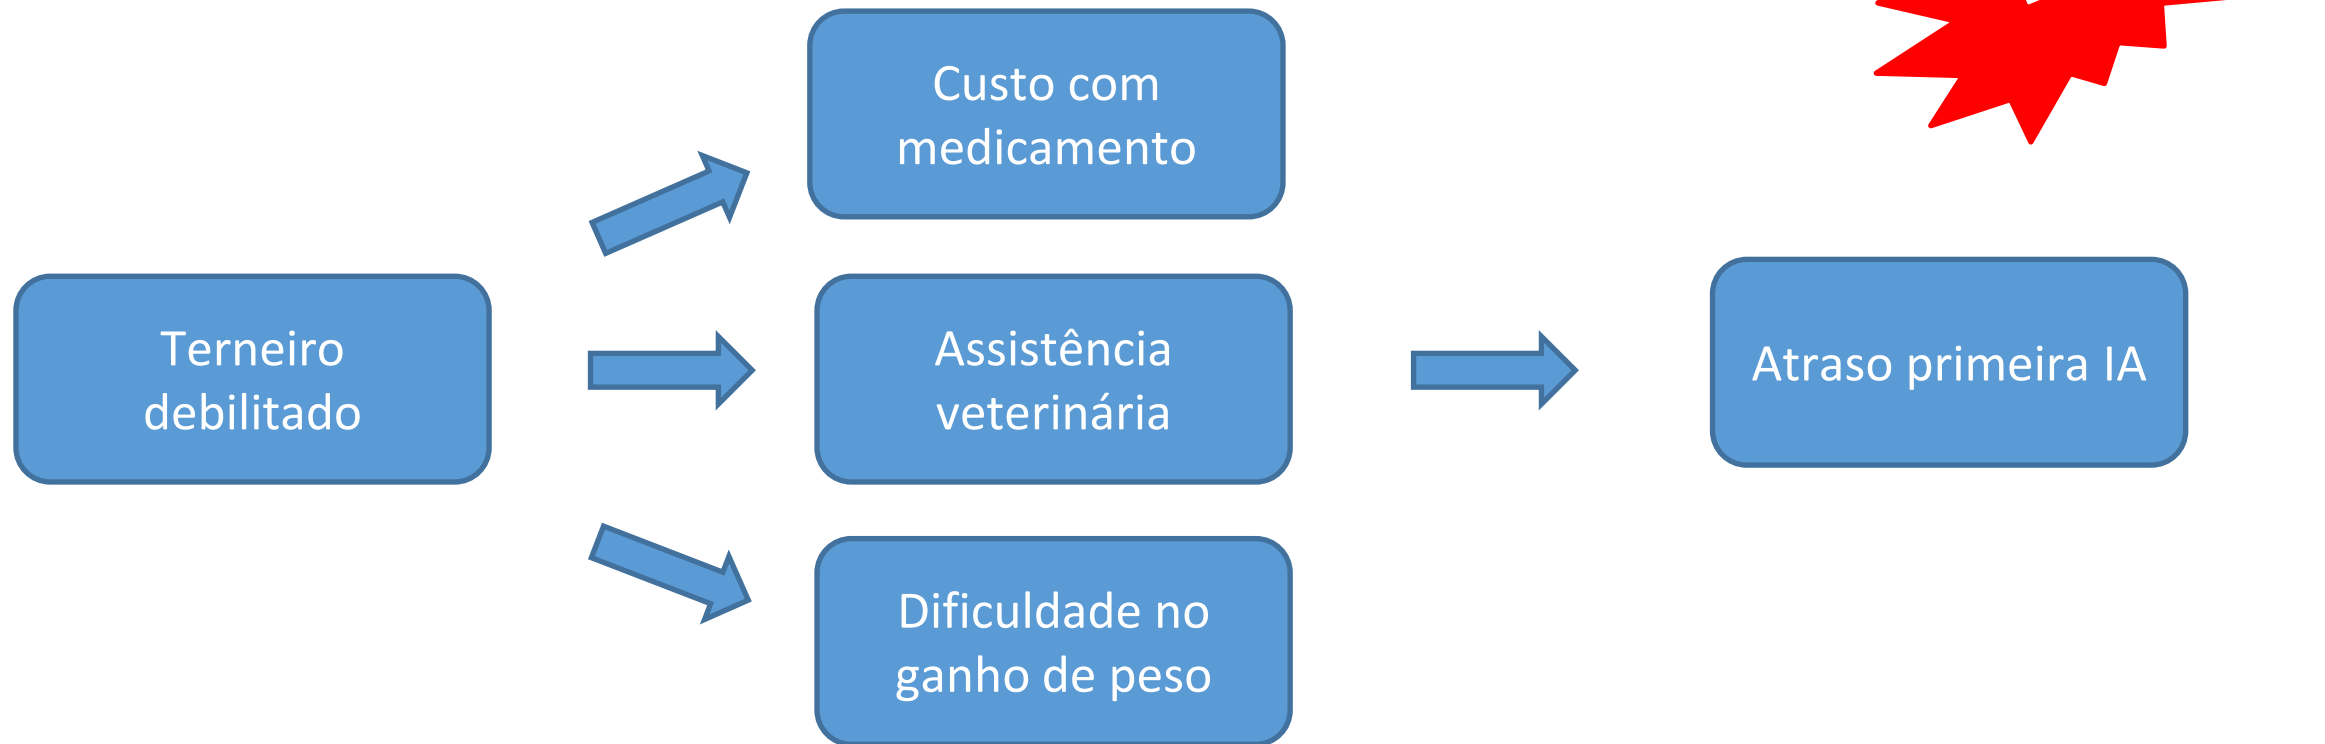 Custo com
medicamento
Terneiro
debilitado
Assistência
veterinária
Atraso primeira IA
Dificuldade no
ganho de peso